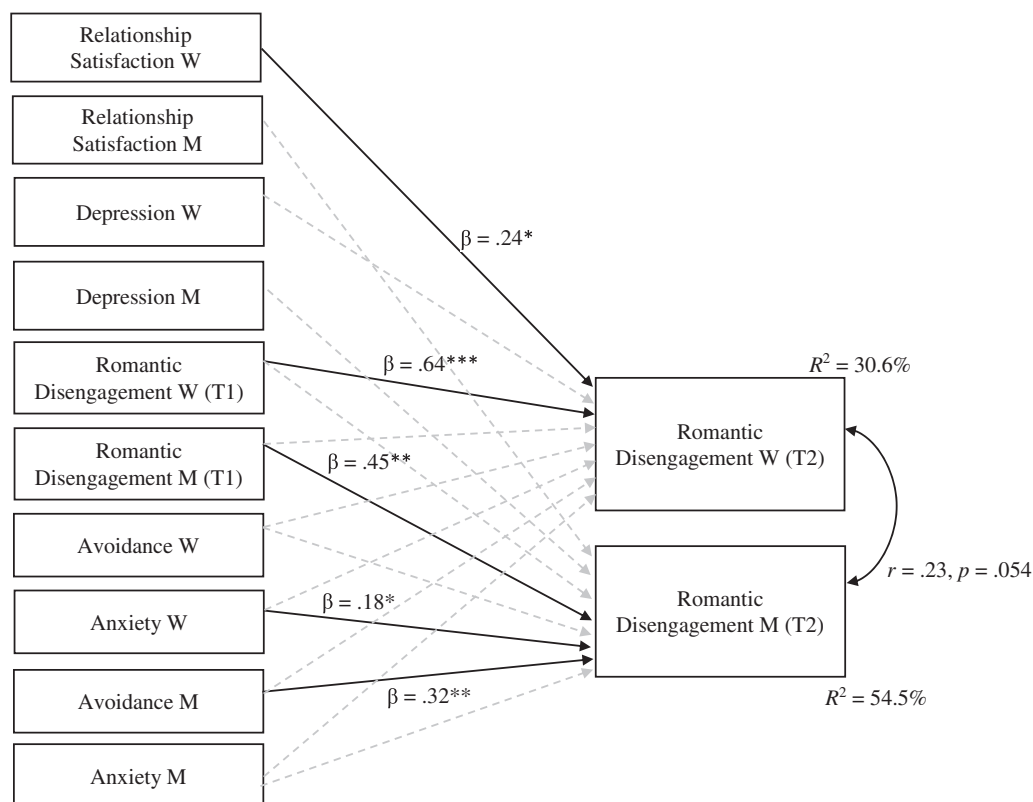 Relationship
Satisfaction W
Relationship
Satisfaction M
Depression W
β = .24*
Depression M
Romantic
Disengagement W (T1)
β = .64***
R² = 30.6%
Romantic
Disengagement W (T2)
Romantic
Disengagement M (T1)
β = .45**
Avoidance W
r = .23, p = .054
Romantic
Disengagement M (T2)
Anxiety W
β = .18*
Avoidance M
β = .32**
R² = 54.5%
Anxiety M